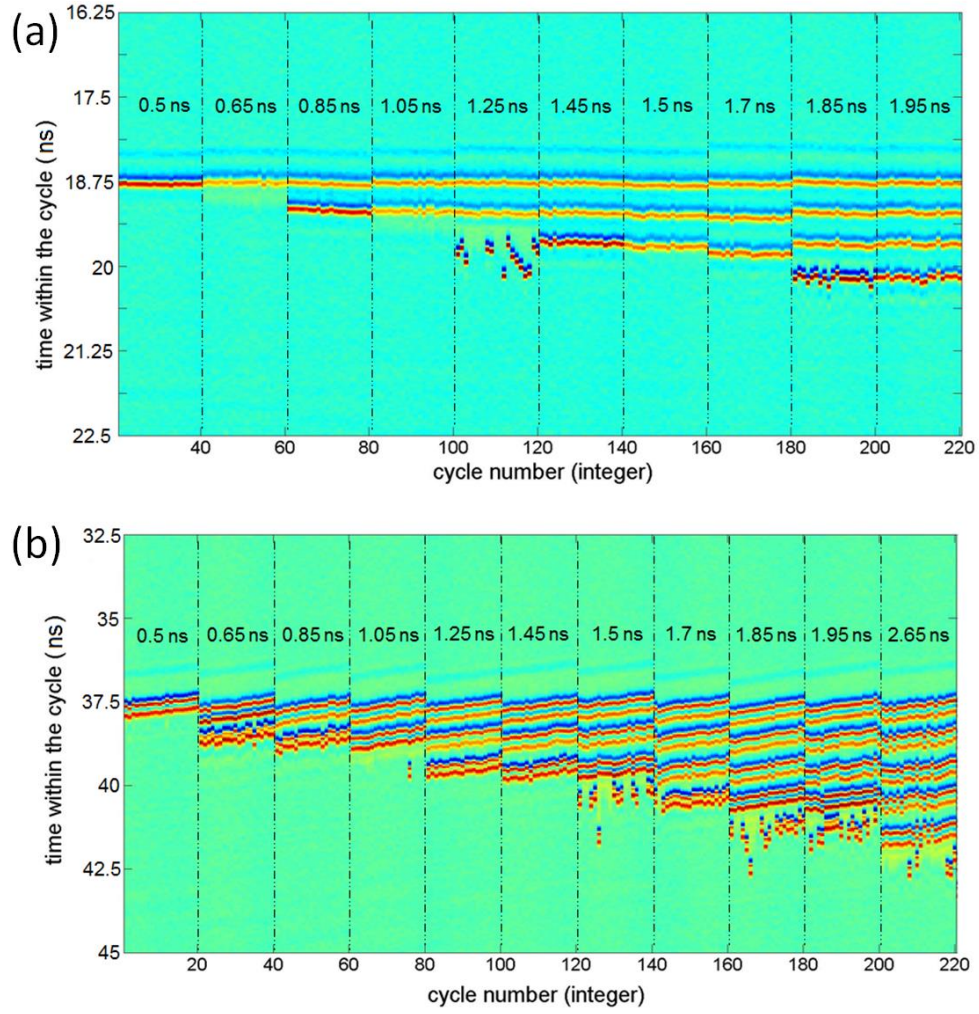 (a)
16.25
17.5
18.75
20
21.25
22.5
time within the cycle (ns)
0.5 ns 0.65 ns 0.85 ns 1.05 ns 1.25 ns 1.45 ns 1.5 ns 1.7 ns 1.85 ns 1.95 ns
40 60 80 100 120 140 160 180 200 220
cycle number (integer)
(b)
32.5
35
37.5
40
42.5
45
time within the cycle (ns)
0.5 ns 0.65 ns 0.85 ns 1.05 ns 1.25 ns 1.45 ns 1.5 ns 1.7 ns 1.85 ns 1.95 ns 2.65 ns
20 40 60 80 100 120 140 160 180 200 220
cycle number (integer)